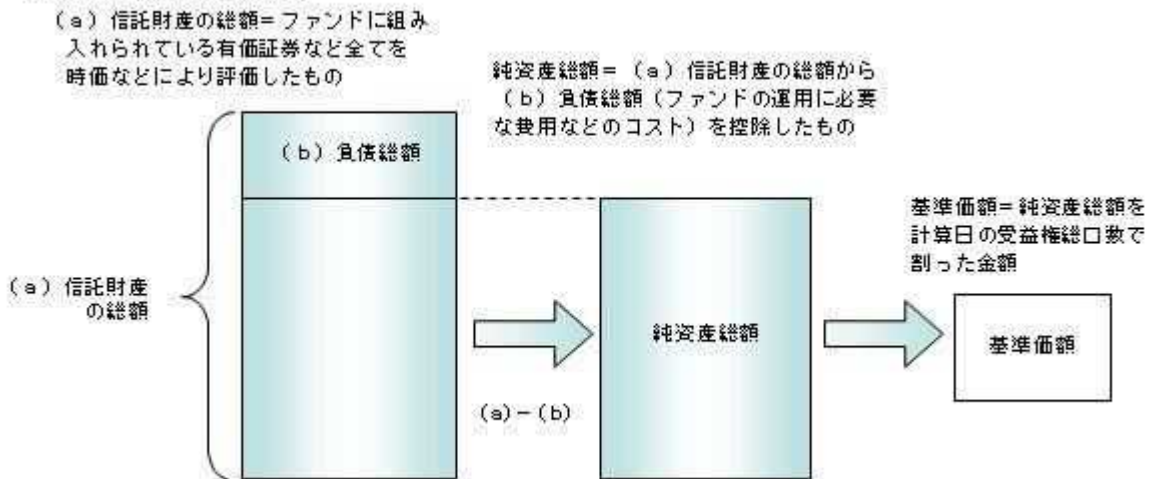 (a)信託財産の総額=ファンドに組み
入れられている有価証券など全てを
時価などにより評価したもの
純資産総額=(a)信託財産の総額から
(b)負債総額(ファンドの運用に必要
な費用などのコスト)を控除したもの
(b)負債総額
基準価額=純資産総額を
計算日の受益権総口数で
割った金額
(a)信託財産
の総額
純資産総額
基準価額
(a)-(b)